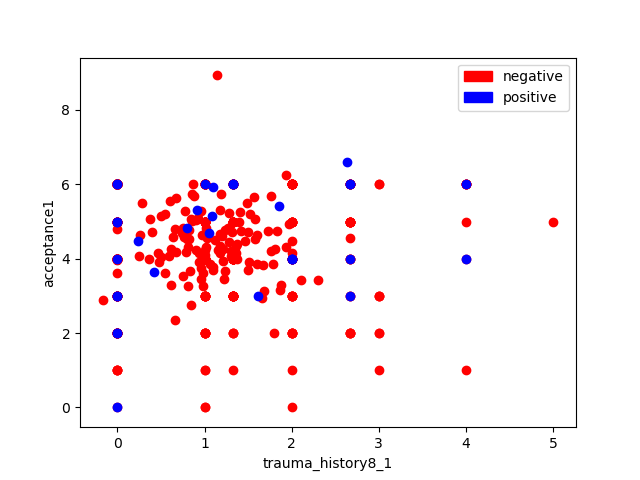 negative
positive
8
6
4
2
0
acceptance1
0 1 2 3 4 5
trauma_history8_1